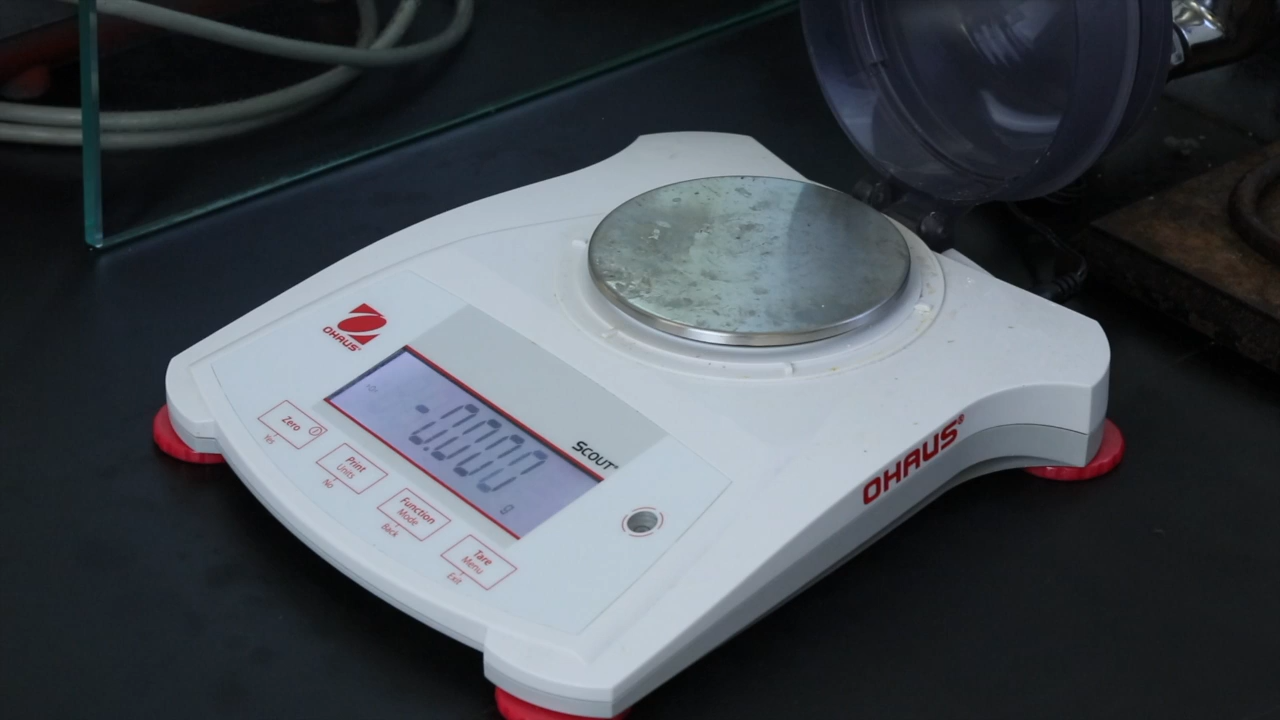 OHAUS®
SCOUT®
-0.000
g
Zero
Yes
Print
Units
No
Function
Mode
Back
Tare
Menu
Exit
OHAUS®